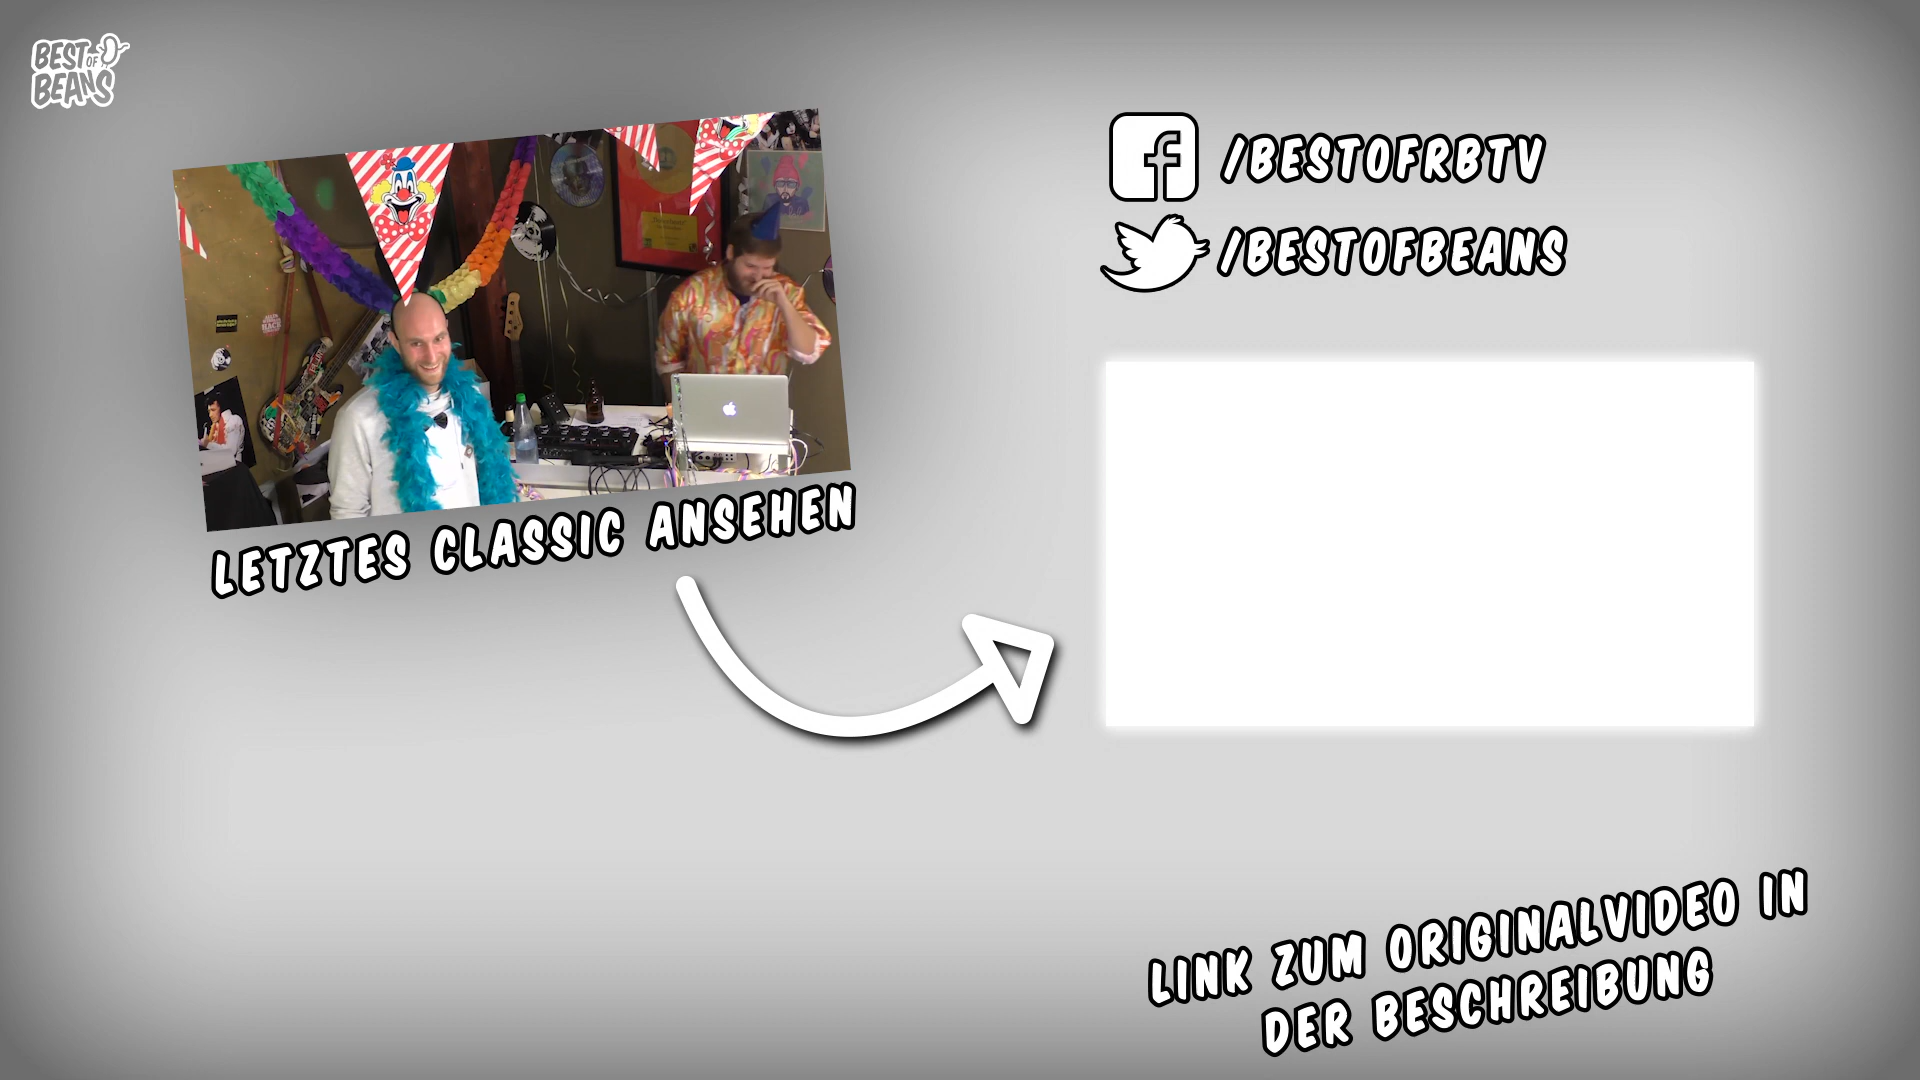 BEST OF
BEANS
/BESTOFRBTV
/BESTOFBEANS
LETZTES CLASSIC ANSEHEN
LINK ZUM ORIGINALVIDEO IN
DER BESCHREIBUNG